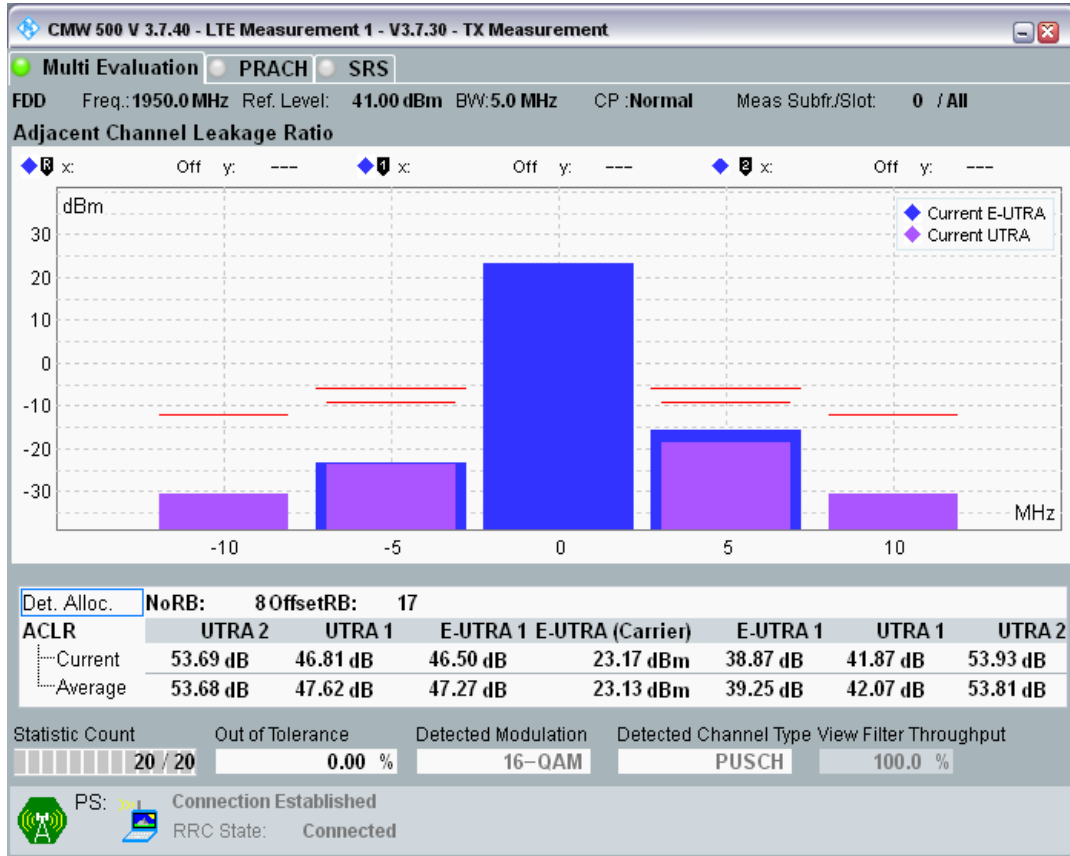 CMW 500 V 3.7.40 - LTE Measurement 1 - V3.7.30 - TX Measurement
Multi Evaluation PRACH SRS
FDD Freq.: 1950.0 MHz Ref. Level: 41.00 dBm BW: 5.0 MHz CP : Normal Meas Subfr./Slot: 0 / All
Adjacent Channel Leakage Ratio
R x: Off y: --- 1 x: Off y: --- 2 x: Off y: ---
dBm
Current E-UTRA
Current UTRA
30
20
10
0
-10
-20
-30
MHz
-10 -5 0 5 10
Det. Alloc. NoRB: 8 OffsetRB: 17
ACLR UTRA 2 UTRA 1 E-UTRA 1 E-UTRA (Carrier) E-UTRA 1 UTRA 1 UTRA 2
Current 53.69 dB 46.81 dB 46.50 dB 23.17 dBm 38.87 dB 41.87 dB 53.93 dB
Average 53.68 dB 47.62 dB 47.27 dB 23.13 dBm 39.25 dB 42.07 dB 53.81 dB
Statistic Count Out of Tolerance Detected Modulation Detected Channel Type View Filter Throughput
20 / 20 0.00 % 16-QAM PUSCH 100.0 %
PS: Connection Established
RRC State: Connected